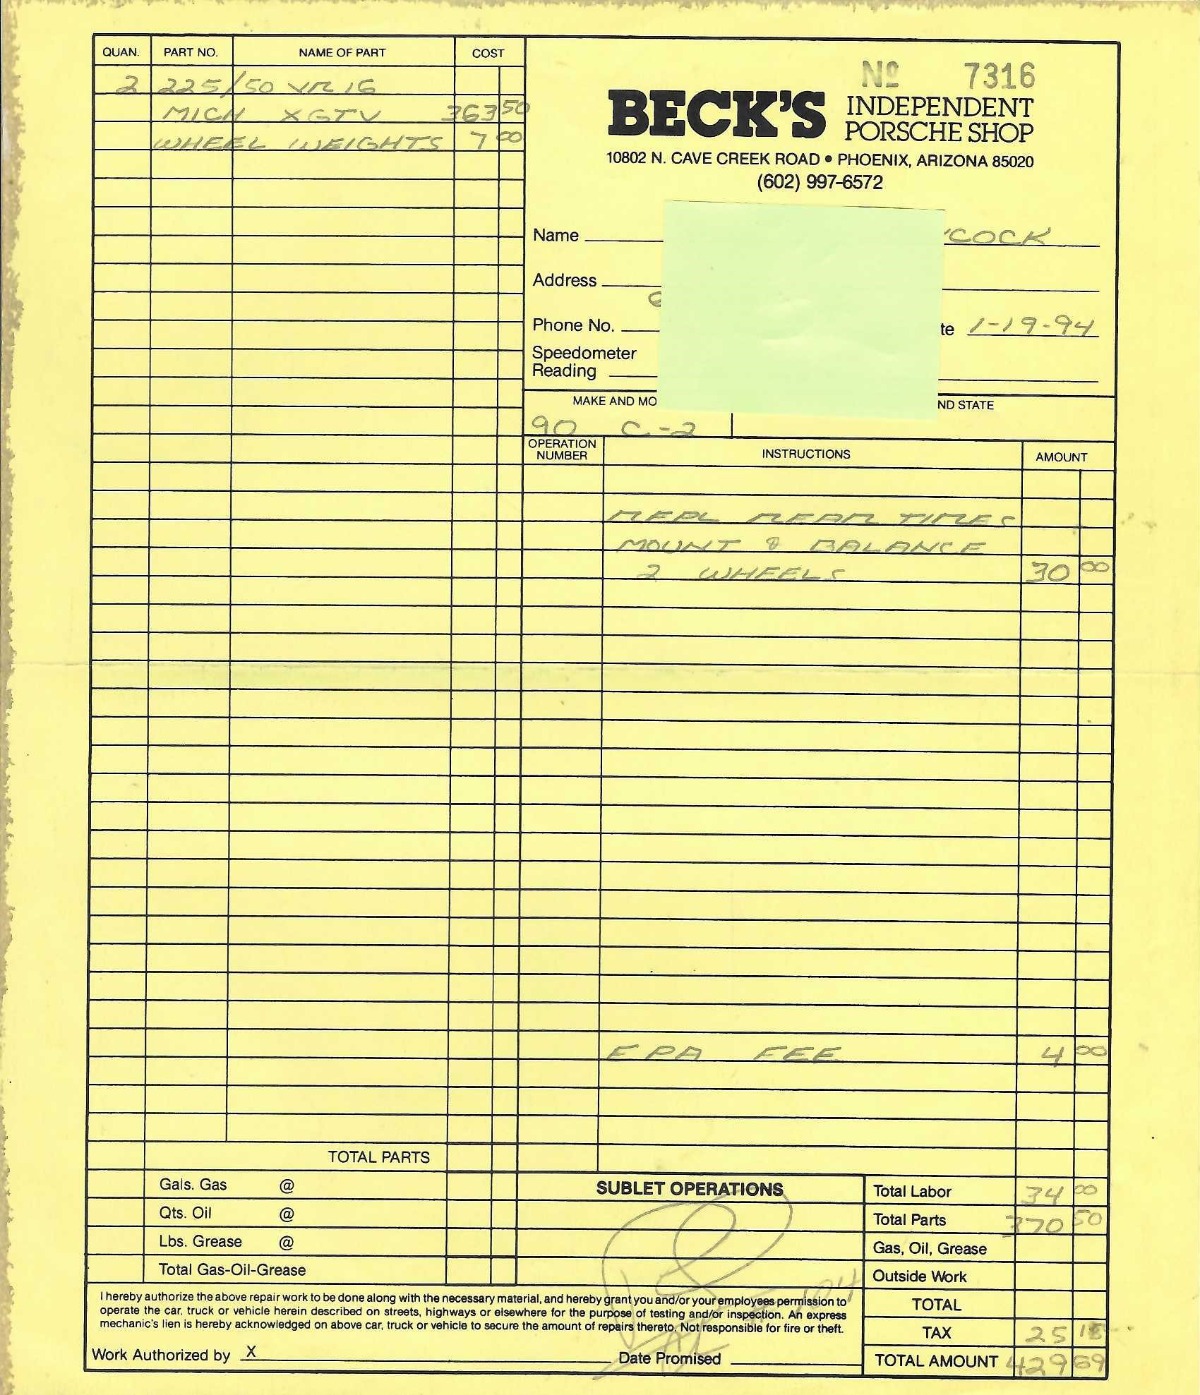 QUAN. PART NO. NAME OF PART COST
2 225/50 VR 16
MICH XGTV 363 50
WHEEL WEIGHTS 7 00
Nº 7316
BECK'S INDEPENDENT PORSCHE SHOP
10802 N. CAVE CREEK ROAD • PHOENIX, ARIZONA 85020
(602) 997-6572
Name COCK
Address
Phone No. te 1-19-94
Speedometer
Reading
MAKE AND MO ND STATE
90 C-2
OPERATION NUMBER INSTRUCTIONS AMOUNT
REPL REAR TIRES
MOUNT & BALANCE
2 WHEELS 30 00
EPA FEE 4 00
TOTAL PARTS
Gals. Gas @
Qts. Oil @
Lbs. Grease @
Total Gas-Oil-Grease
SUBLET OPERATIONS
Total Labor 34 00
Total Parts 370 50
Gas, Oil, Grease
Outside Work
TOTAL
TAX 25
TOTAL AMOUNT 429 69
I hereby authorize the above repair work to be done along with the necessary material, and hereby grant you and/or your employees permission to
operate the car, truck or vehicle herein described on streets, highways or elsewhere for the purpose of testing and/or inspection. An express
mechanic's lien is hereby acknowledged on above car, truck or vehicle to secure the amount of repairs thereto. Not responsible for fire or theft.
Work Authorized by X Date Promised